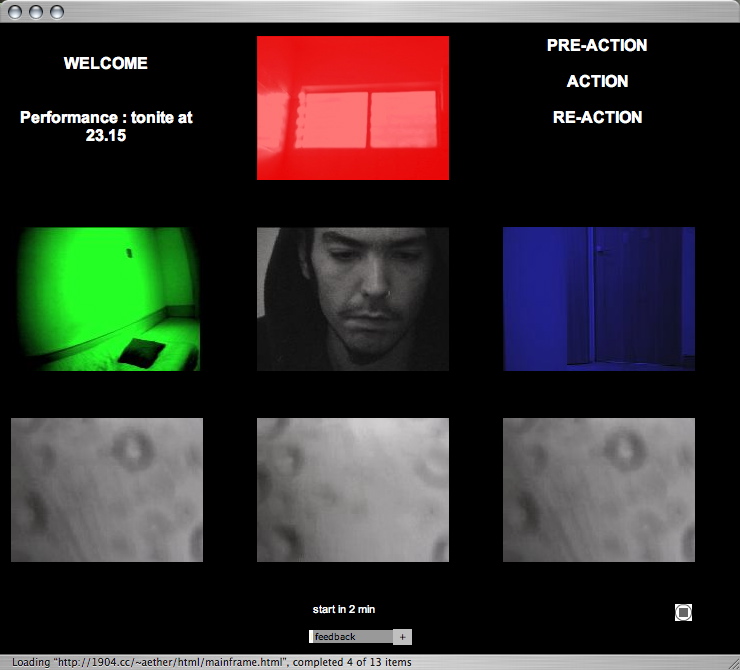 WELCOME
Performance : tonite at
23.15
PRE-ACTION
ACTION
RE-ACTION
start in 2 min
feedback
+
Loading “http://1904.cc/~aether/html/mainframe.html”, completed 4 of 13 items